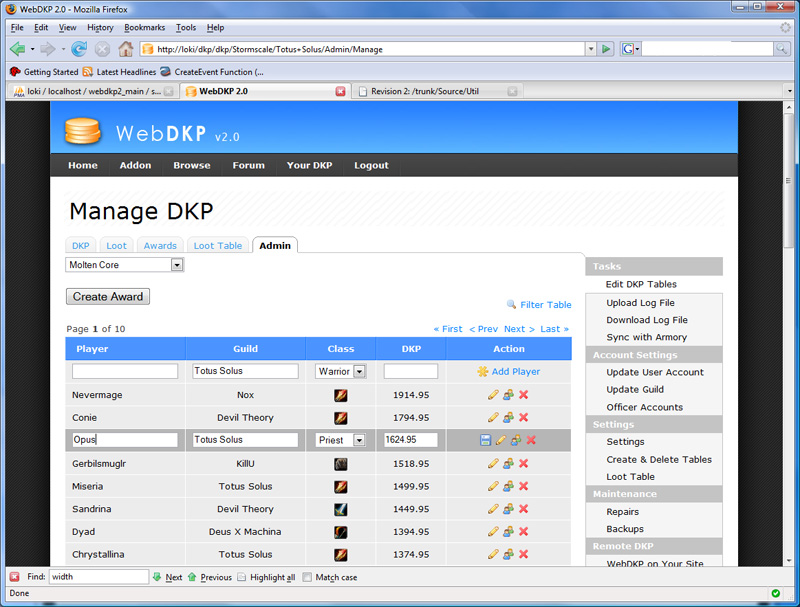 WebDKP 2.0 - Mozilla Firefox
File Edit View History Bookmarks Tools Help
http://loki/dkp/dkp/Stormscale/Totus+Solus/Admin/Manage
G
Getting Started Latest Headlines CreateEvent Function (...
PMA loki / localhost / webdkp2_main / s... WebDKP 2.0 Revision 2: /trunk/Source/Util
WebDKP v2.0
Home Addon Browse Forum Your DKP Logout
Manage DKP
DKP Loot Awards Loot Table Admin
Molten Core
Create Award
Filter Table
Page 1 of 10 « First < Prev Next > Last »
Player Guild Class DKP Action
Totus Solus Warrior Add Player
Nevermage Nox 1914.95
Conie Devil Theory 1794.95
Opus Totus Solus Priest 1624.95
Gerbilsmuglr KillU 1518.95
Miseria Totus Solus 1499.95
Sandrina Devil Theory 1449.95
Dyad Deus X Machina 1394.95
Chrystallina Totus Solus 1374.95
Tasks
Edit DKP Tables
Upload Log File
Download Log File
Sync with Armory
Account Settings
Update User Account
Update Guild
Officer Accounts
Settings
Settings
Create & Delete Tables
Loot Table
Maintenance
Repairs
Backups
Remote DKP
WebDKP on Your Site
Find: width Next Previous Highlight all Match case
Done